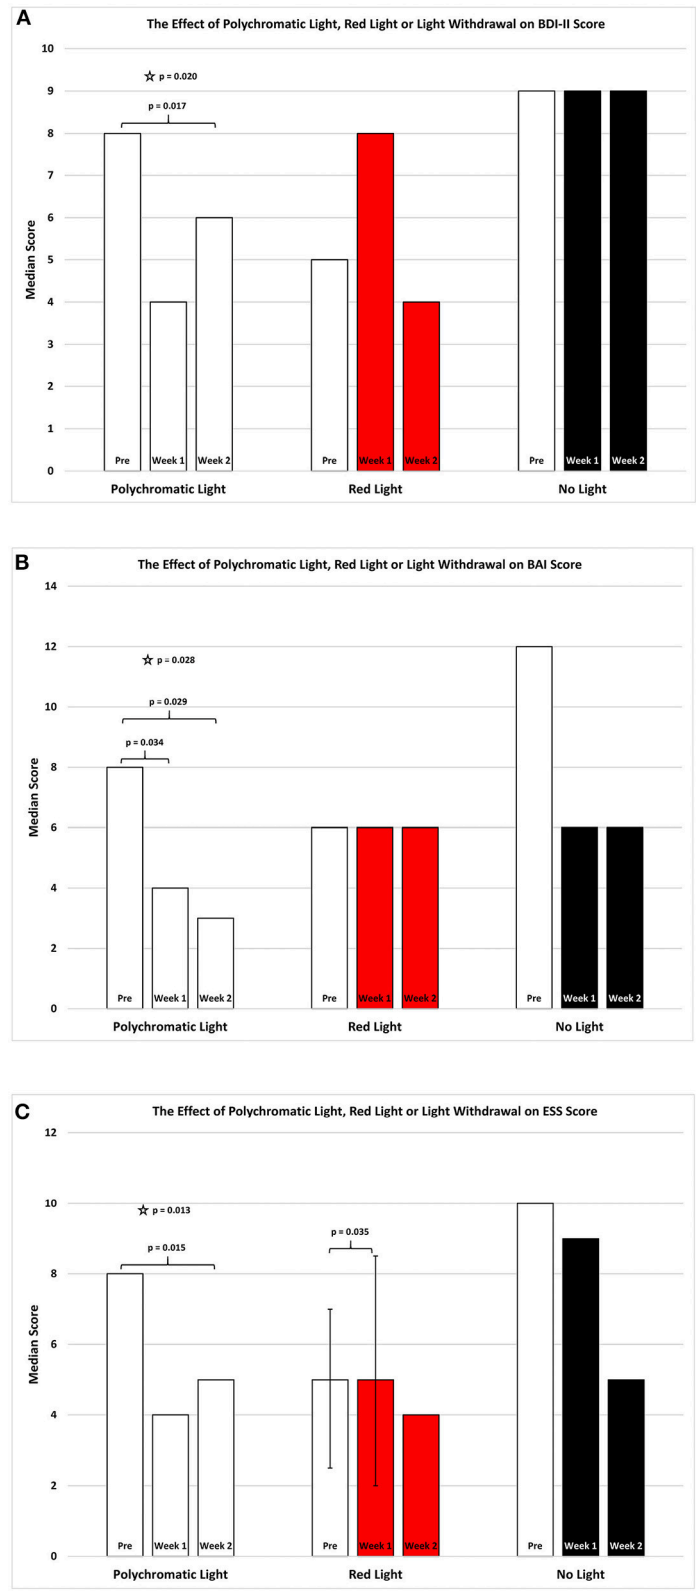 A
The Effect of Polychromatic Light, Red Light or Light Withdrawal on BDI-II Score
10
9
8
7
6
5
4
3
2
1
0
Median Score
☆ p = 0.020
p = 0.017
Pre
Week 1
Week 2
Pre
Week 1
Week 2
Pre
Week 1
Week 2
Polychromatic Light
Red Light
No Light
B
The Effect of Polychromatic Light, Red Light or Light Withdrawal on BAI Score
14
12
10
8
6
4
2
0
Median Score
☆ p = 0.028
p = 0.029
p = 0.034
Pre
Week 1
Week 2
Pre
Week 1
Week 2
Pre
Week 1
Week 2
Polychromatic Light
Red Light
No Light
C
The Effect of Polychromatic Light, Red Light or Light Withdrawal on ESS Score
12
10
8
6
4
2
0
Median Score
☆ p = 0.013
p = 0.015
p = 0.035
Pre
Week 1
Week 2
Pre
Week 1
Week 2
Pre
Week 1
Week 2
Polychromatic Light
Red Light
No Light